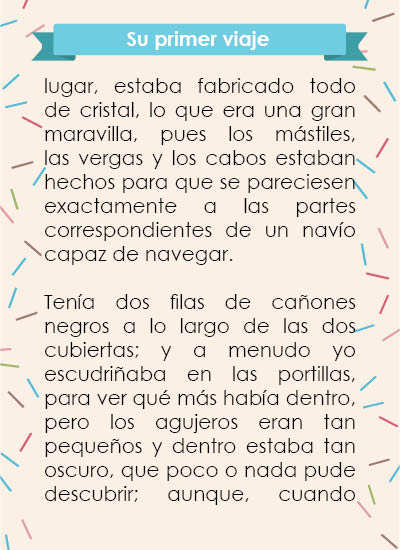 Su primer viaje
lugar, estaba fabricado todo
de cristal, lo que era una gran
maravilla, pues los mástiles,
las vergas y los cabos estaban
hechos para que se pareciesen
exactamente a las partes
correspondientes de un navío
capaz de navegar.
Tenía dos filas de cañones
negros a lo largo de las dos
cubiertas; y a menudo yo
escudriñaba en las portillas,
para ver qué más había dentro,
pero los agujeros eran tan
pequeños y dentro estaba tan
oscuro, que poco o nada pude
descubrir; aunque, cuando